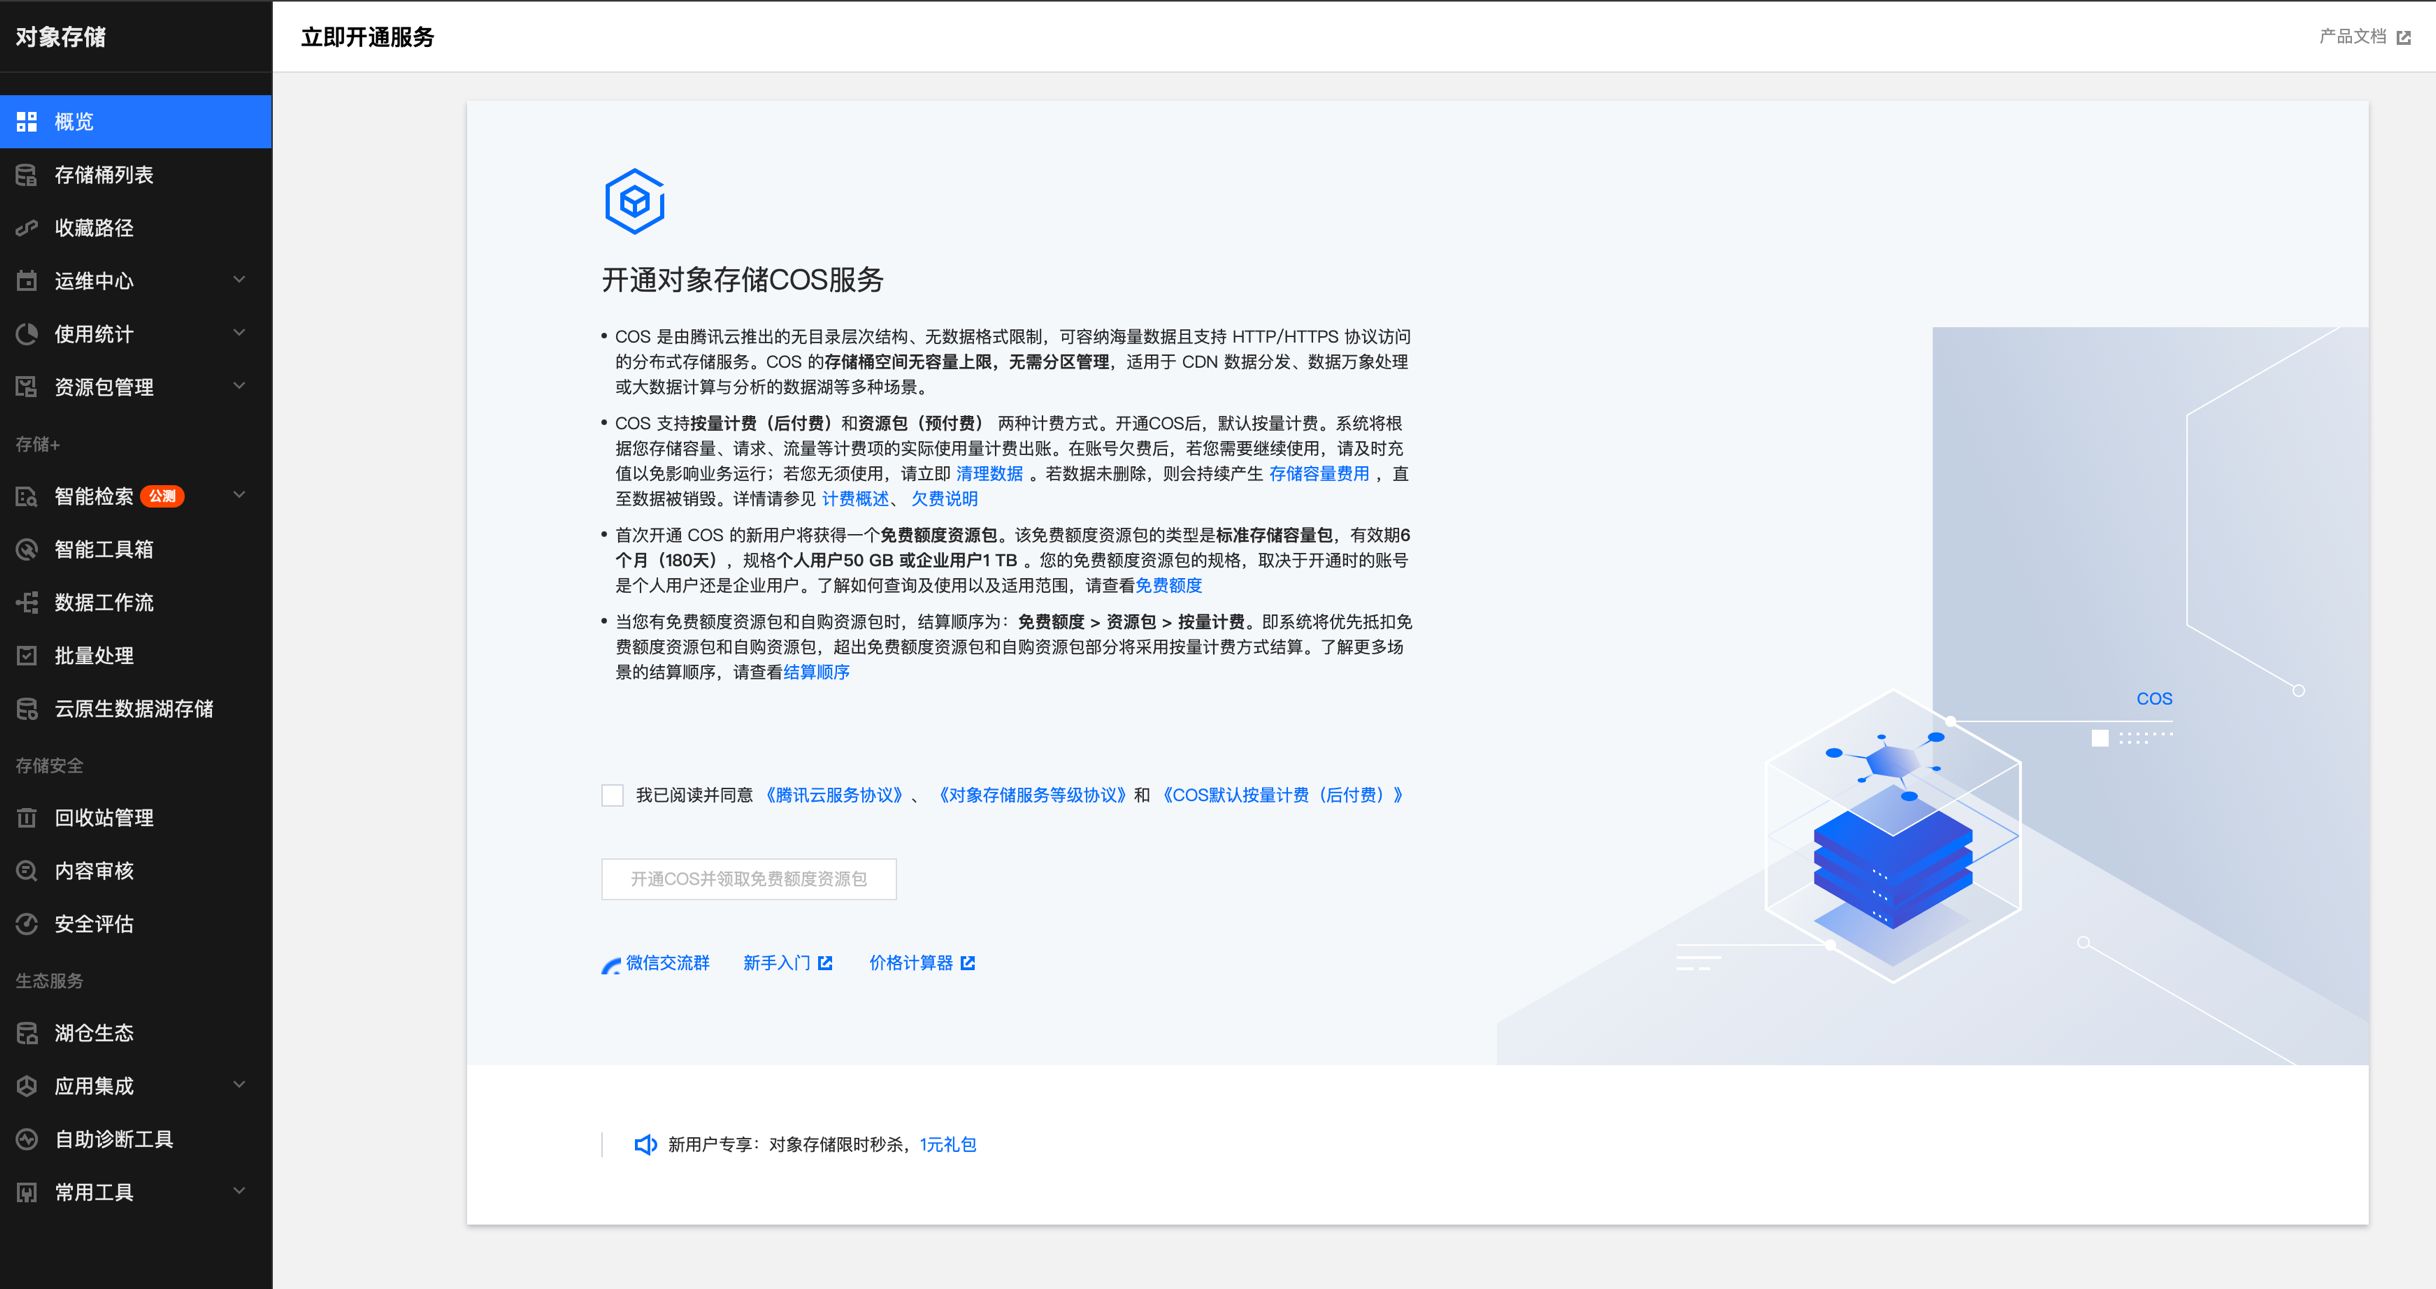 对象存储
立即开通服务
产品文档
概览
存储桶列表
收藏路径
运维中心
使用统计
资源包管理
存储+
智能检索 公测
智能工具箱
数据工作流
批量处理
云原生数据湖存储
存储安全
回收站管理
内容审核
安全评估
生态服务
湖仓生态
应用集成
自助诊断工具
常用工具
开通对象存储COS服务
• COS 是由腾讯云推出的无目录层次结构、无数据格式限制，可容纳海量数据且支持 HTTP/HTTPS 协议访问
的分布式存储服务。COS 的存储桶空间无容量上限，无需分区管理，适用于 CDN 数据分发、数据万象处理
或大数据计算与分析的数据湖等多种场景。
• COS 支持按量计费（后付费）和资源包（预付费） 两种计费方式。开通COS后，默认按量计费。系统将根
据您存储容量、请求、流量等计费项的实际使用量计费出账。在账号欠费后，若您需要继续使用，请及时充
值以免影响业务运行；若您无须使用，请立即 清理数据 。若数据未删除，则会持续产生 存储容量费用 ，直
至数据被销毁。详情请参见 计费概述、 欠费说明
• 首次开通 COS 的新用户将获得一个免费额度资源包。该免费额度资源包的类型是标准存储容量包，有效期6
个月（180天），规格个人用户50 GB 或企业用户1 TB 。您的免费额度资源包的规格，取决于开通时的账号
是个人用户还是企业用户。了解如何查询及使用以及适用范围，请查看免费额度
• 当您有免费额度资源包和自购资源包时，结算顺序为：免费额度 > 资源包 > 按量计费。即系统将优先抵扣免
费额度资源包和自购资源包，超出免费额度资源包和自购资源包部分将采用按量计费方式结算。了解更多场
景的结算顺序，请查看结算顺序
COS
我已阅读并同意 《腾讯云服务协议》 、 《对象存储服务等级协议》和 《COS默认按量计费（后付费）》
开通COS并领取免费额度资源包
微信交流群 新手入门 价格计算器
新用户专享：对象存储限时秒杀，1元礼包